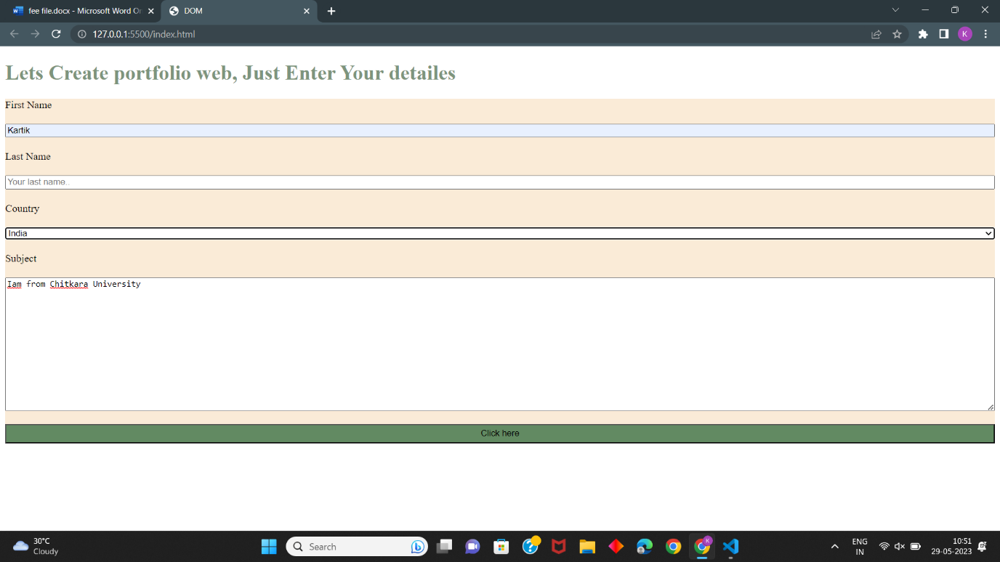 fee file.docx - Microsoft Word Or
DOM
127.0.0.1:5500/index.html
K
Lets Create portfolio web, Just Enter Your detailes
First Name
Kartik
Last Name
Your last name..
Country
India
Subject
Iam from Chitkara University
Click here
30°C
Cloudy
Search
K
ENG
IN
10:51
29-05-2023